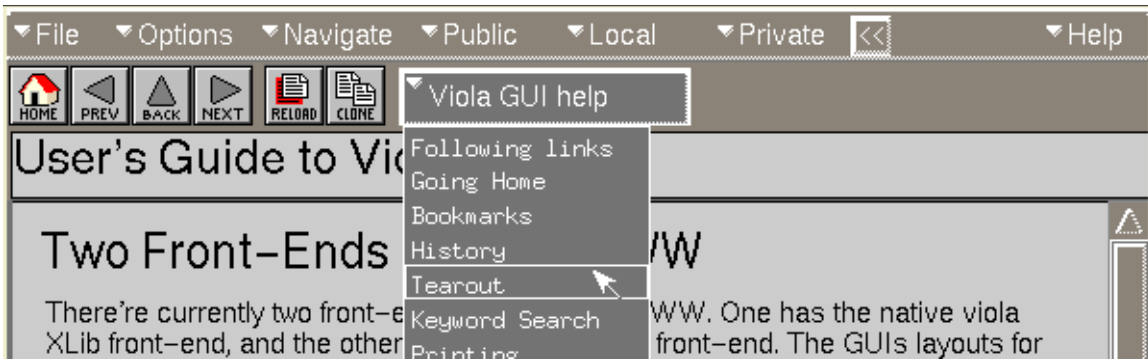 File Options Navigate Public Local Private << Help
HOME PREV BACK NEXT RELOAD CLONE Viola GUI help
User's Guide to Vio
Following links
Going Home
Bookmarks
Two Front-Ends WW
History
Tearout
There're currently two front-e WW. One has the native viola
Keyword Search
XLib front-end, and the other front-end. The GUIs layouts for
Printing